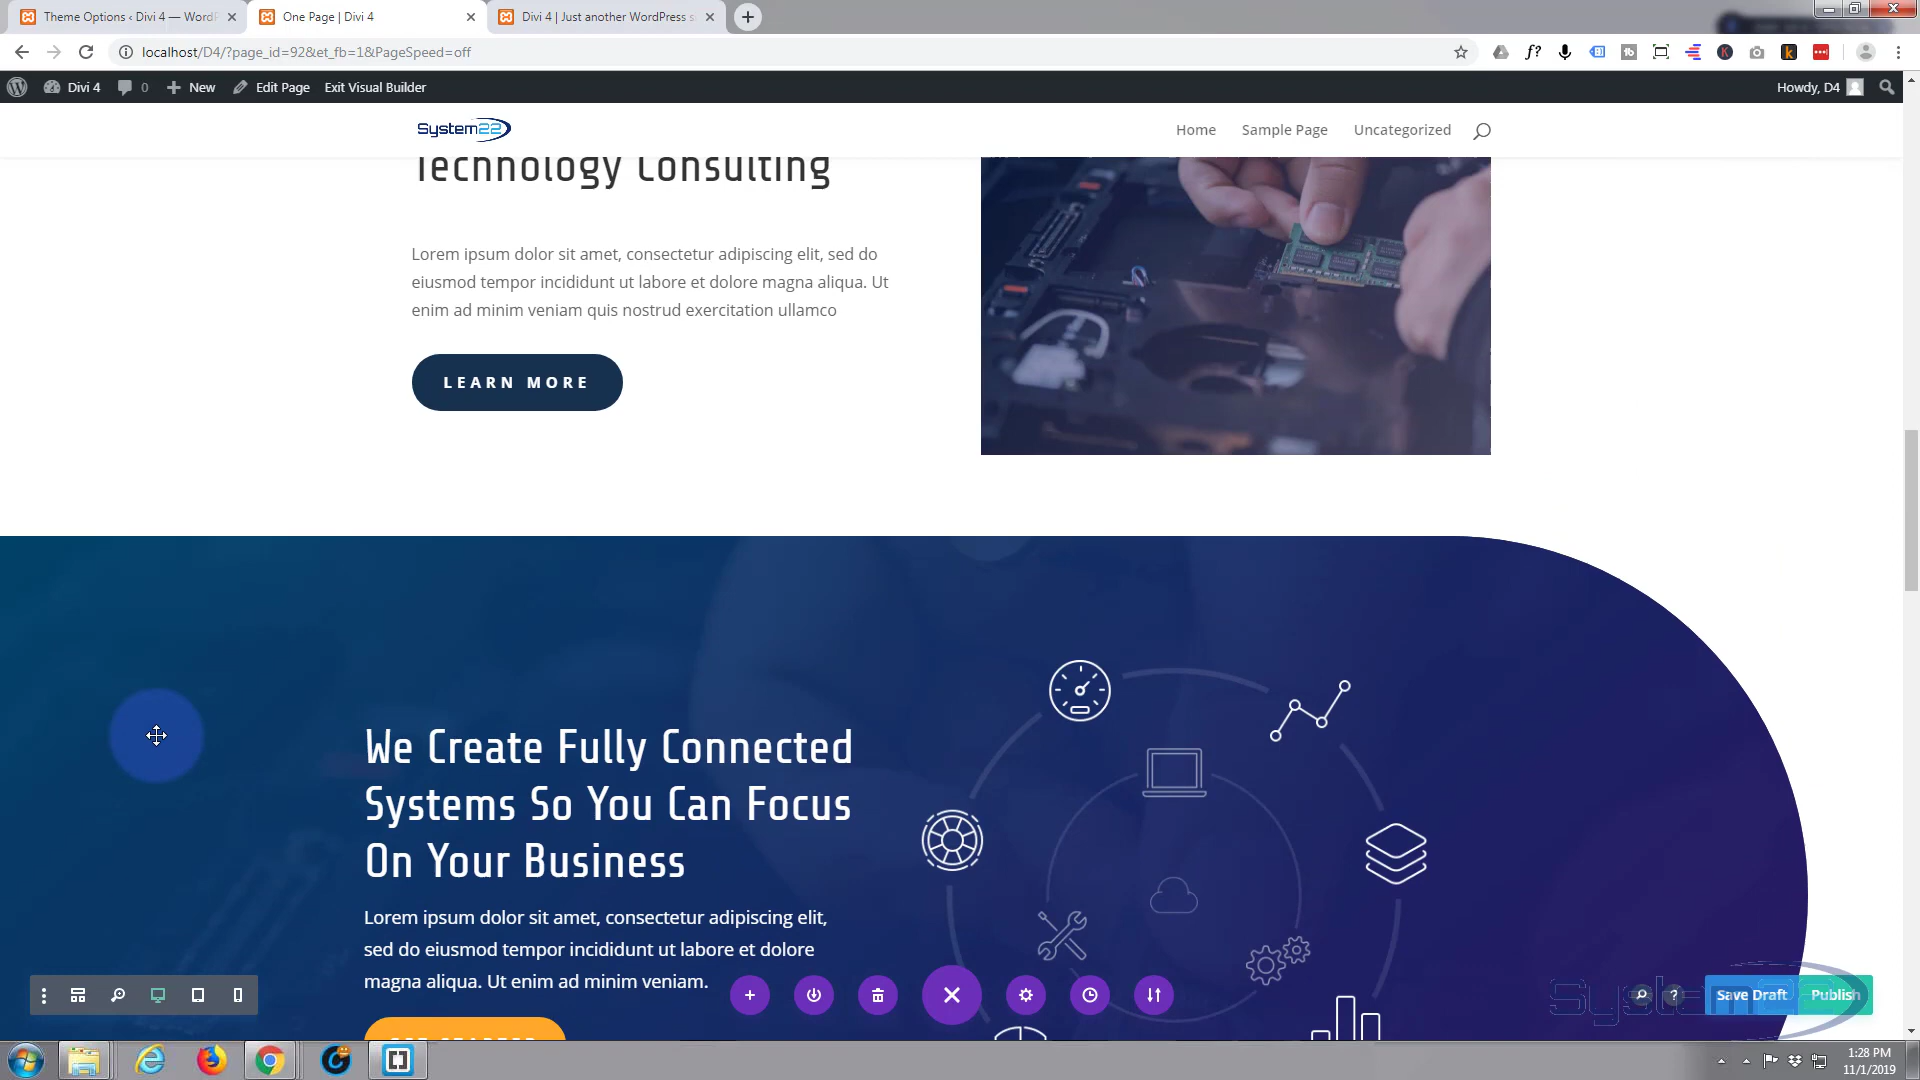 Theme Options ‹ Divi 4 — WordP
One Page | Divi 4
Divi 4 | Just another WordPress s
localhost/D4/?page_id=92&et_fb=1&PageSpeed=off
Divi 4
0
New
Edit Page
Exit Visual Builder
Howdy, D4
System22
Home
Sample Page
Uncategorized
Technology Consulting
Lorem ipsum dolor sit amet, consectetur adipiscing elit, sed do
eiusmod tempor incididunt ut labore et dolore magna aliqua. Ut
enim ad minim veniam quis nostrud exercitation ullamco
LEARN MORE
We Create Fully Connected
Systems So You Can Focus
On Your Business
Lorem ipsum dolor sit amet, consectetur adipiscing elit,
sed do eiusmod tempor incididunt ut labore et dolore
magna aliqua. Ut enim ad minim veniam.
Save Draft
Publish
1:28 PM
11/1/2019